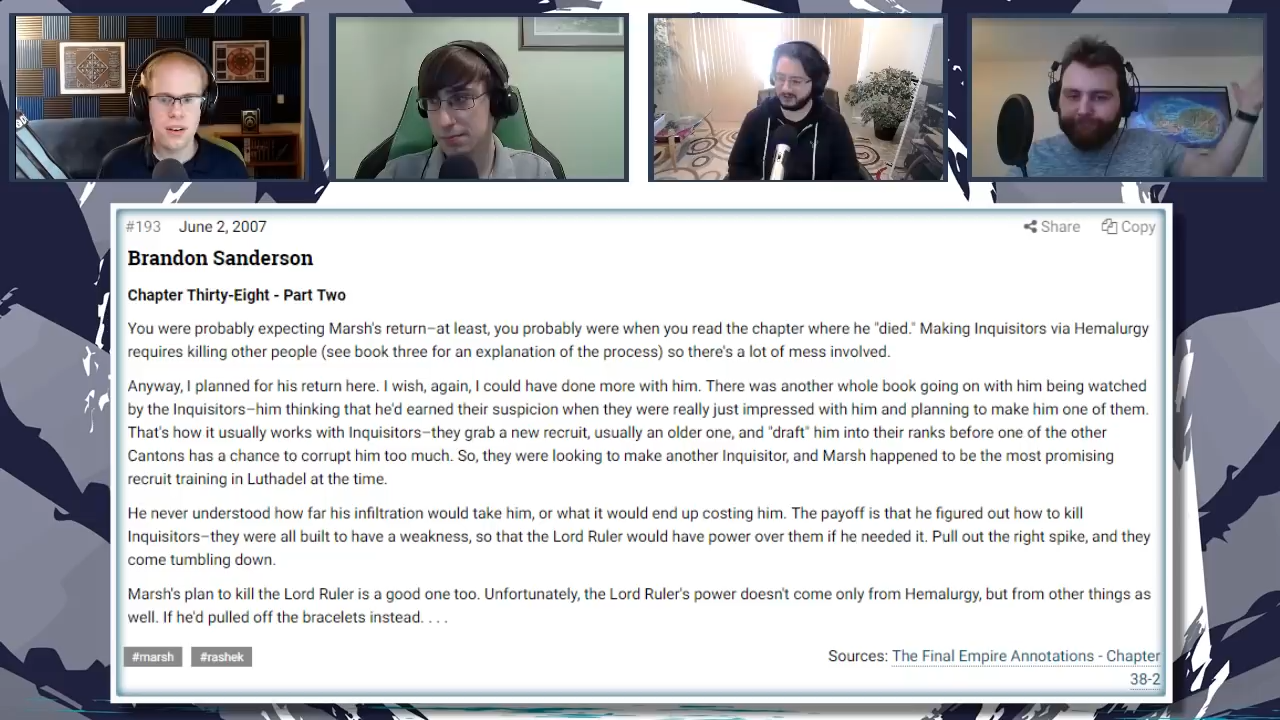 #193 June 2, 2007
Share Copy
Brandon Sanderson
Chapter Thirty-Eight - Part Two
You were probably expecting Marsh's return–at least, you probably were when you read the chapter where he "died." Making Inquisitors via Hemalurgy
requires killing other people (see book three for an explanation of the process) so there's a lot of mess involved.
Anyway, I planned for his return here. I wish, again, I could have done more with him. There was another whole book going on with him being watched
by the Inquisitors–him thinking that he'd earned their suspicion when they were really just impressed with him and planning to make him one of them.
That's how it usually works with Inquisitors–they grab a new recruit, usually an older one, and "draft" him into their ranks before one of the other
Cantons has a chance to corrupt him too much. So, they were looking to make another Inquisitor, and Marsh happened to be the most promising
recruit training in Luthadel at the time.
He never understood how far his infiltration would take him, or what it would end up costing him. The payoff is that he figured out how to kill
Inquisitors–they were all built to have a weakness, so that the Lord Ruler would have power over them if he needed it. Pull out the right spike, and they
come tumbling down.
Marsh's plan to kill the Lord Ruler is a good one too. Unfortunately, the Lord Ruler's power doesn't come only from Hemalurgy, but from other things as
well. If he'd pulled off the bracelets instead. . . .
#marsh #rashek
Sources: The Final Empire Annotations - Chapter
38-2